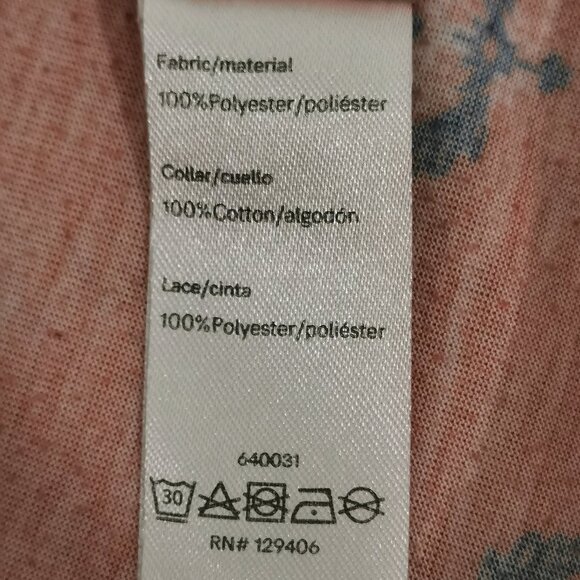 Fabric/material
100%Polyester/poliéster
Collar/cuello
100%Cotton/algodón
Lace/cinta
100%Polyester/poliéster
640031
30
RN# 129406